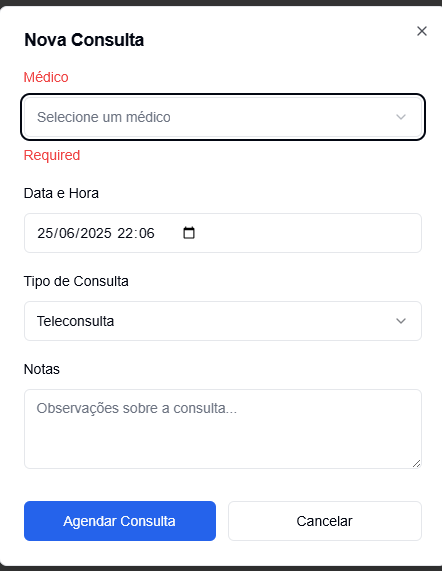 Nova Consulta
Médico
Selecione um médico
Required
Data e Hora
25/06/2025 22:06
Tipo de Consulta
Teleconsulta
Notas
Observações sobre a consulta...
Agendar Consulta
Cancelar